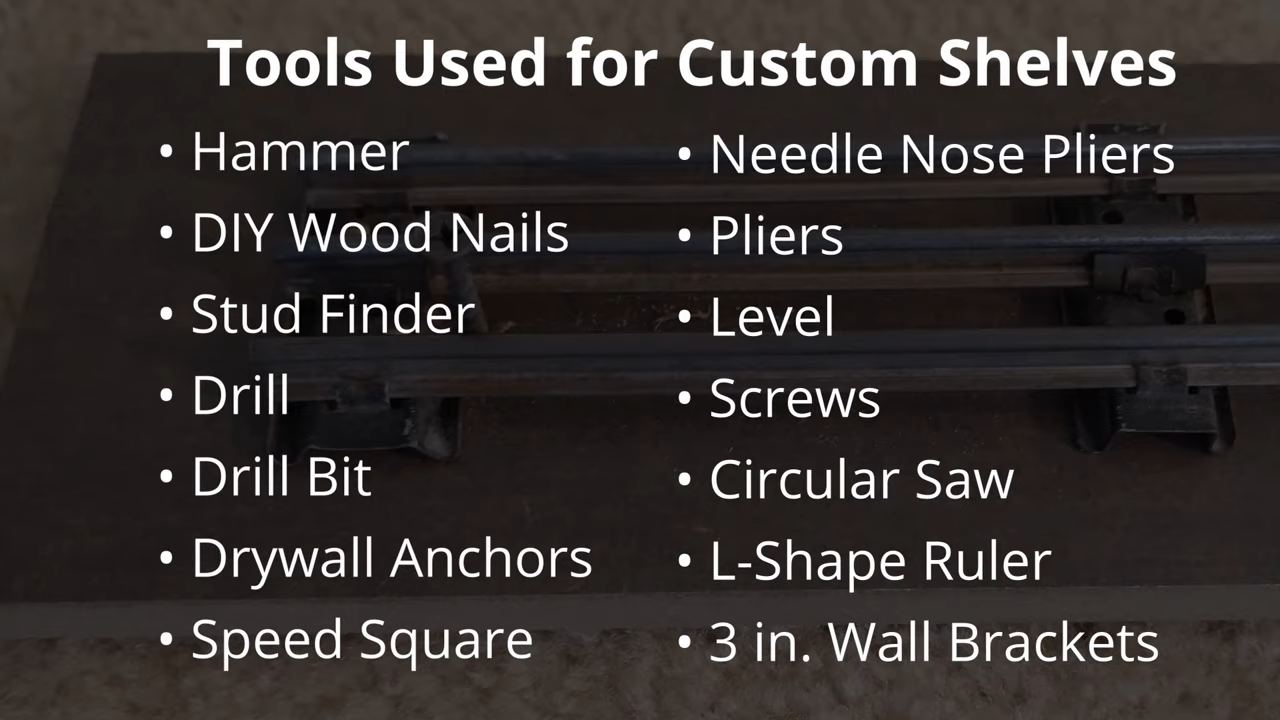 Tools Used for Custom Shelves
• Hammer
• DIY Wood Nails
• Stud Finder
• Drill
• Drill Bit
• Drywall Anchors
• Speed Square
• Needle Nose Pliers
• Pliers
• Level
• Screws
• Circular Saw
• L-Shape Ruler
• 3 in. Wall Brackets